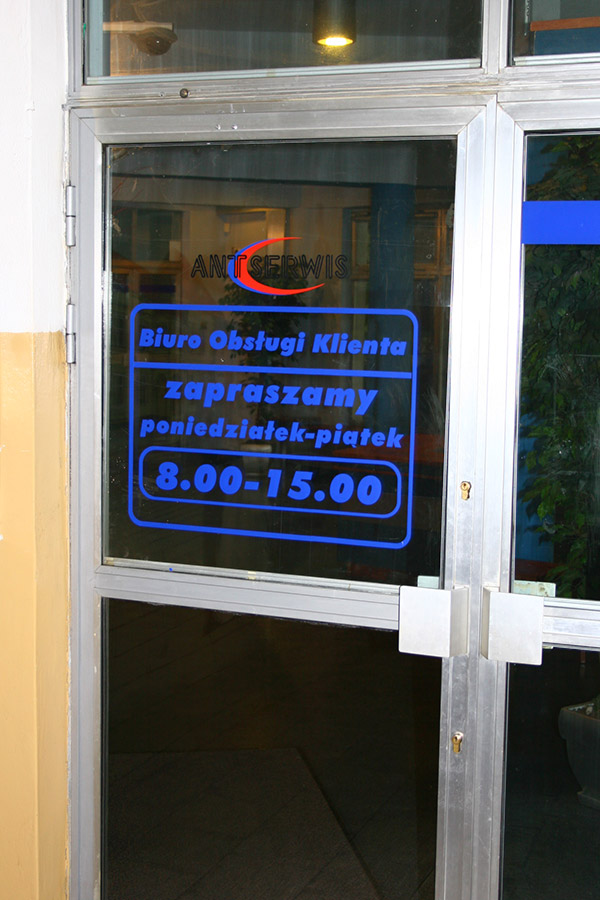 ANTSERWIS
Biuro Obsługi Klienta
zapraszamy
poniedziałek-piątek
8.00-15.00